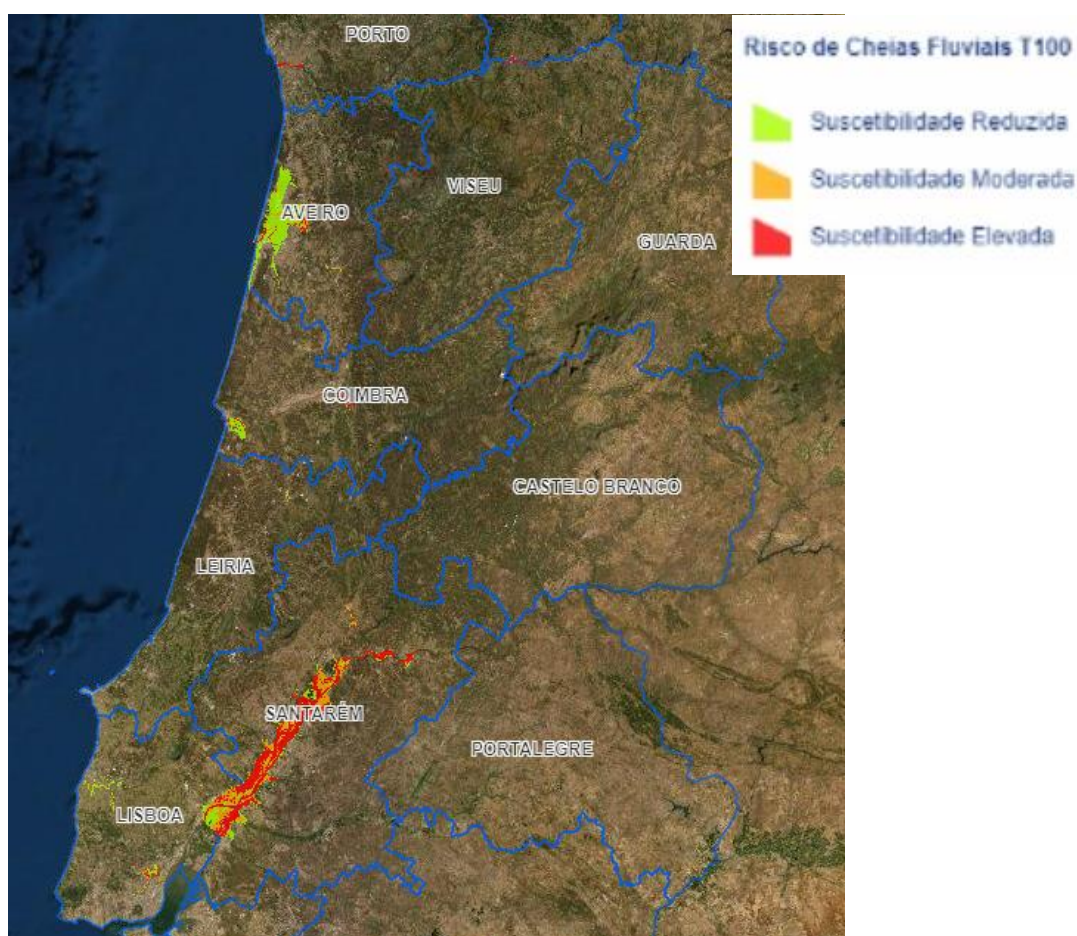 PORTO
Risco de Cheias Fluviais T100
Suscetibilidade Reduzida
Suscetibilidade Moderada
Suscetibilidade Elevada
VISEU
AVEIRO
GUARDA
COIMBRA
CASTELO BRANCO
LEIRIA
SANTARÉM
PORTALEGRE
LISBOA